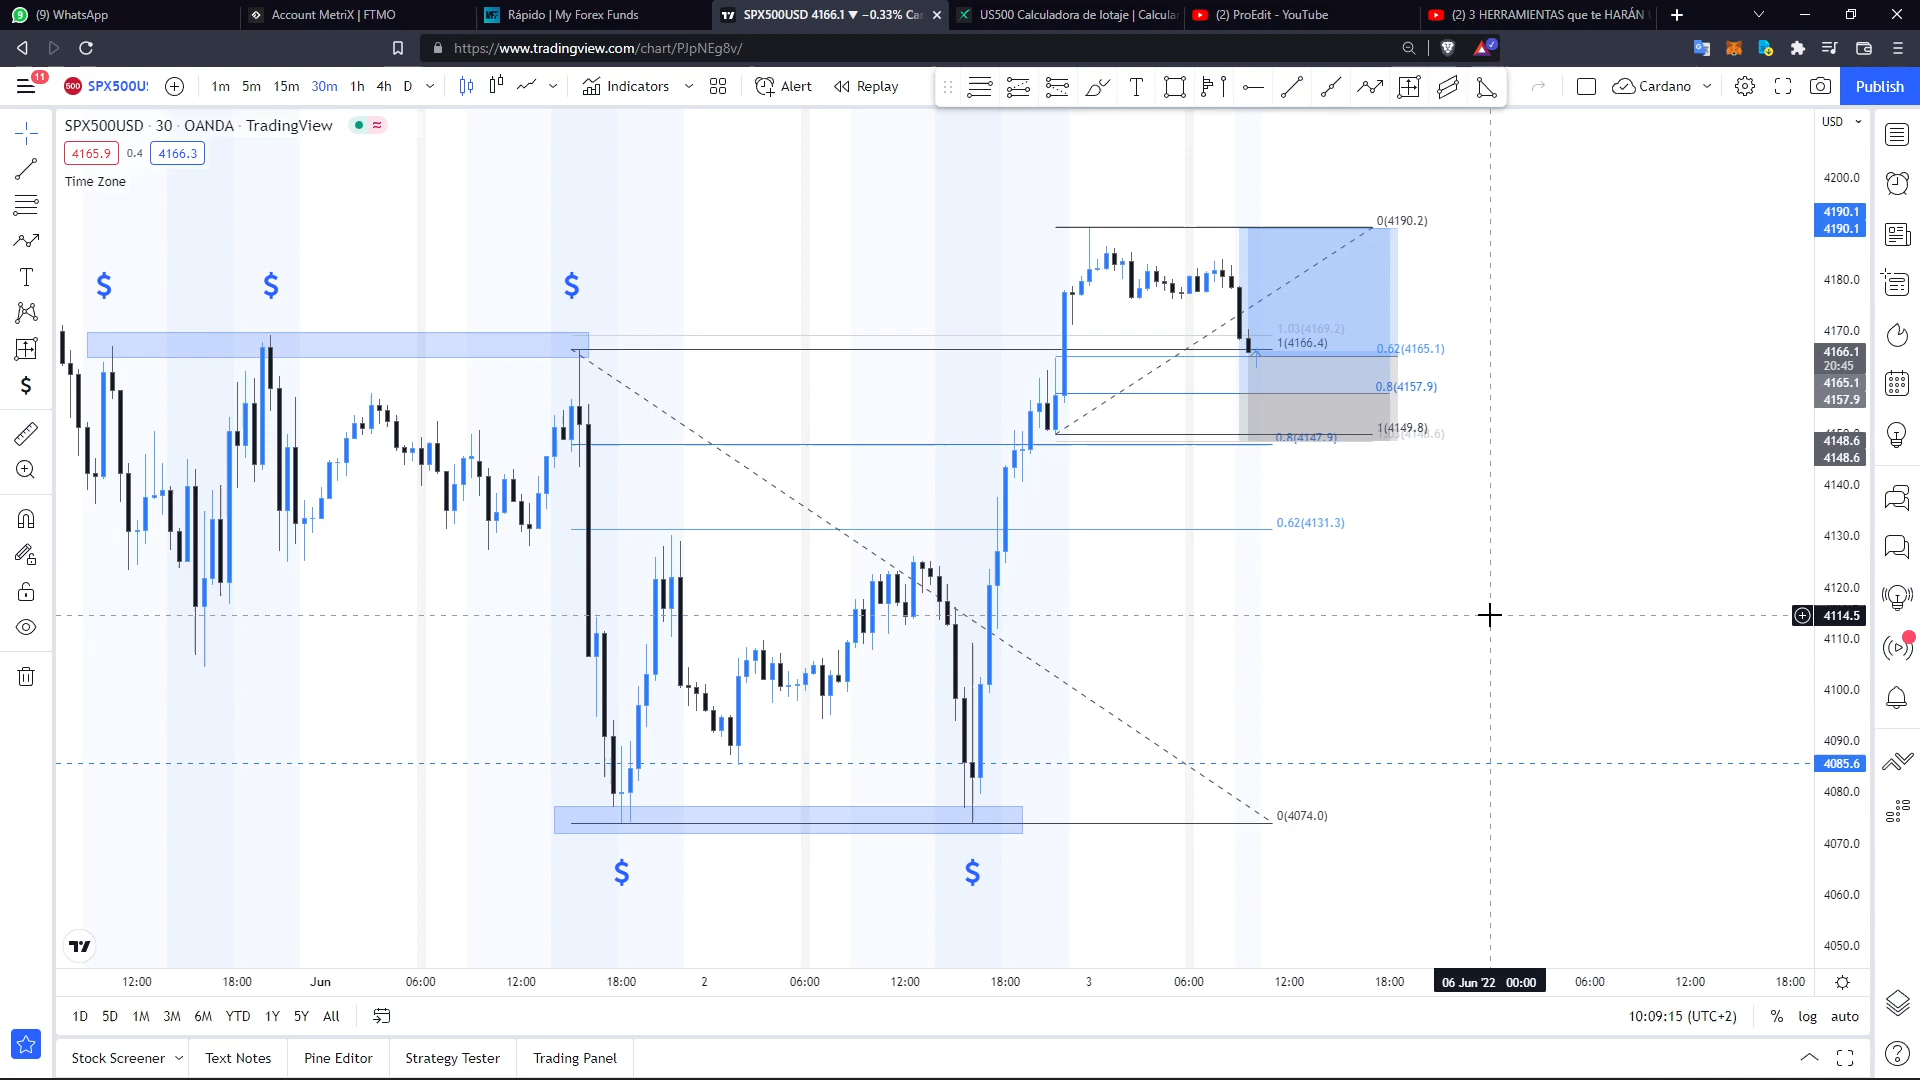 (9) WhatsApp
Account MetriX | FTMO
Rápido | My Forex Funds
SPX500USD 4166.1 ▼ −0.33% Ca
US500 Calculadora de lotaje | Calcula
(2) ProEdit - YouTube
(2) 3 HERRAMIENTAS que te HARÁN
https://www.tradingview.com/chart/PJpNEg8v/
11
500 SPX500U
1m 5m 15m 30m 1h 4h D
Indicators
Alert
Replay
Cardano
Publish
SPX500USD · 30 · OANDA · TradingView
4165.9 0.4 4166.3
Time Zone
USD
4200.0
4190.1
4190.1
4180.0
4170.0
4166.1
20:45
4165.1
4157.9
4148.6
4148.6
4140.0
4130.0
4120.0
4114.5
4110.0
4100.0
4090.0
4085.6
4080.0
4070.0
4060.0
4050.0
$ $ $
0(4190.2)
1.03(4169.2)
1(4166.4)
0.62(4165.1)
0.8(4157.9)
1(4149.8)
0.8(4147.9)
0.62(4131.3)
0(4074.0)
$ $
12:00 18:00 Jun 06:00 12:00 18:00 2 06:00 12:00 18:00 3 06:00 12:00 18:00 06 Jun '22 00:00 06:00 12:00 18:00
1D 5D 1M 3M 6M YTD 1Y 5Y All
10:09:15 (UTC+2) % log auto
Stock Screener Text Notes Pine Editor Strategy Tester Trading Panel